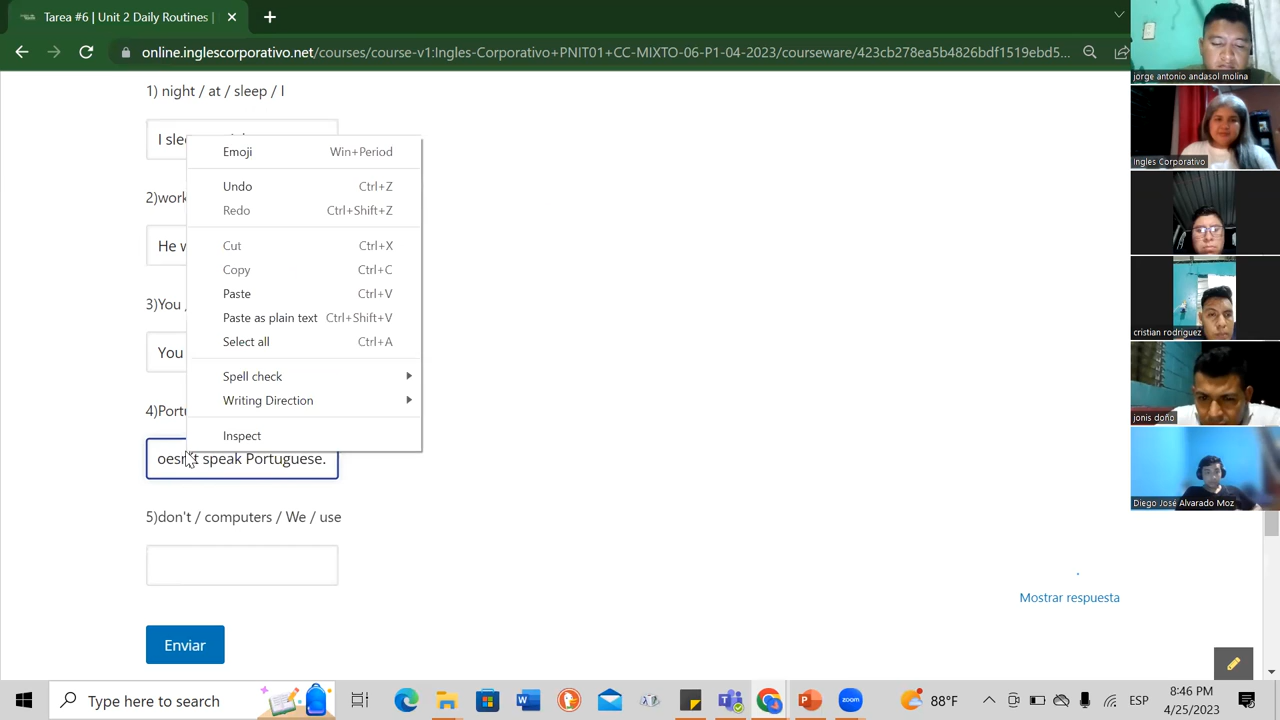 Tarea #6 | Unit 2 Daily Routines |
online.inglescorporativo.net/courses/course-v1:Ingles-Corporativo+PNIT01+CC-MIXTO-06-P1-04-2023/courseware/423cb278ea5b4826bdf1519ebd5...
1) night / at / sleep / I
I slee
Emoji Win+Period
Undo Ctrl+Z
2)work
Redo Ctrl+Shift+Z
He w
Cut Ctrl+X
Copy Ctrl+C
Paste Ctrl+V
3)You /
Paste as plain text Ctrl+Shift+V
Select all Ctrl+A
You
Spell check
Writing Direction
4)Portu
Inspect
oesn't speak Portuguese.
5)don't / computers / We / use
Mostrar respuesta
Enviar
jorge antonio andasol molina
Ingles Corporativo
cristian rodriguez
jonis doño
Diego José Alvarado Moz
Type here to search
88°F
ESP
8:46 PM
4/25/2023
zoom